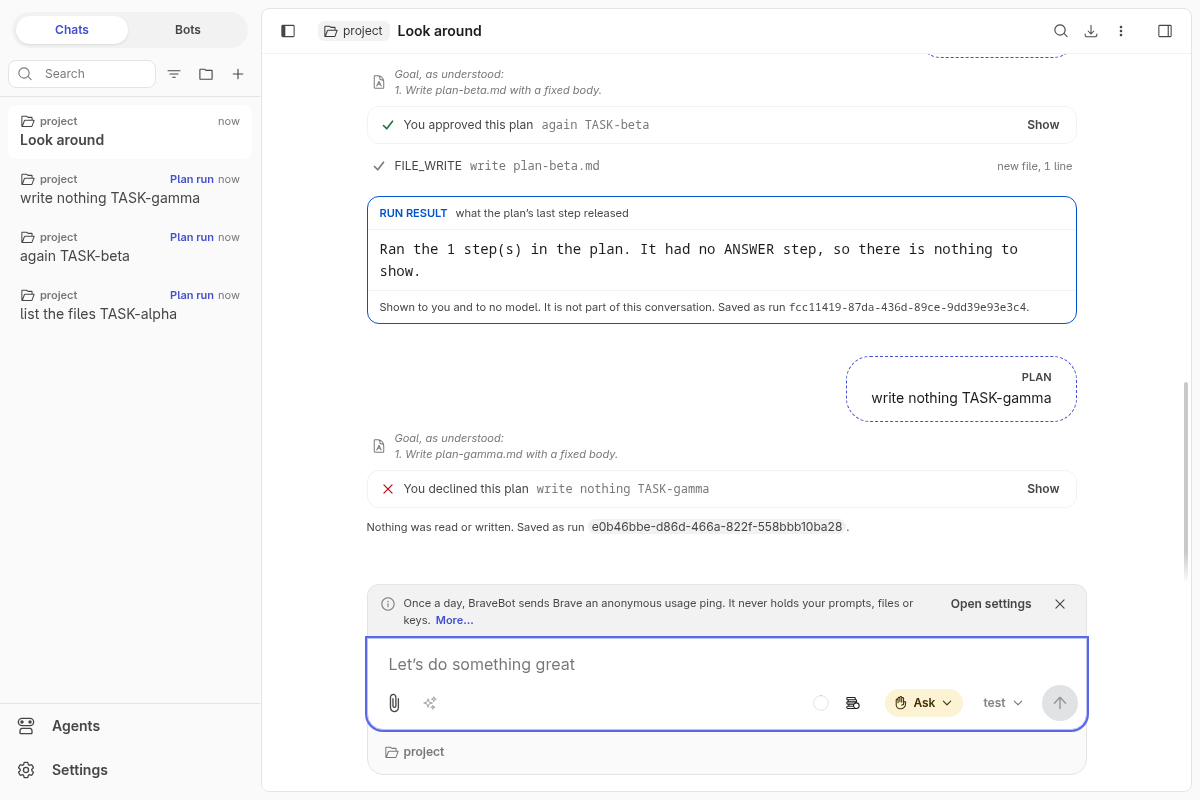 Chats
Bots
Search
project
now
Look around
project
Plan run now
write nothing TASK-gamma
project
Plan run now
again TASK-beta
project
Plan run now
list the files TASK-alpha
Agents
Settings
project
Look around
Goal, as understood:
1. Write plan-beta.md with a fixed body.
You approved this plan again TASK-beta
Show
FILE_WRITE write plan-beta.md
new file, 1 line
RUN RESULT what the plan’s last step released
Ran the 1 step(s) in the plan. It had no ANSWER step, so there is nothing to
show.
Shown to you and to no model. It is not part of this conversation. Saved as run fcc11419-87da-436d-89ce-9dd39e93e3c4.
PLAN
write nothing TASK-gamma
Goal, as understood:
1. Write plan-gamma.md with a fixed body.
You declined this plan write nothing TASK-gamma
Show
Nothing was read or written. Saved as run e0b46bbe-d86d-466a-822f-558bbb10ba28 .
Once a day, BraveBot sends Brave an anonymous usage ping. It never holds your prompts, files or
keys. More...
Open settings
Let’s do something great
Ask
test
project